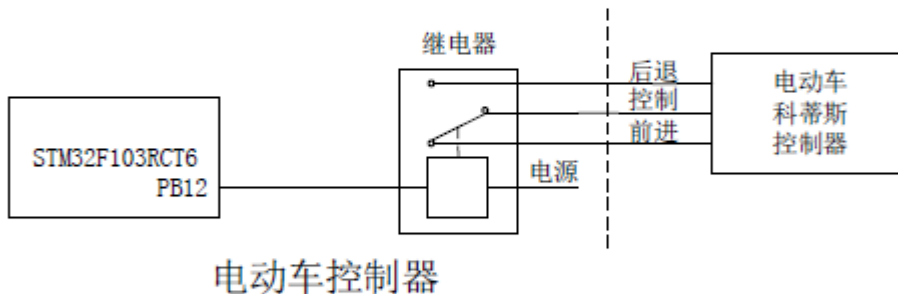 继电器
后退
控制
前进
电动车
科蒂斯
控制器
STM32F103RCT6
PB12
电源
电动车控制器